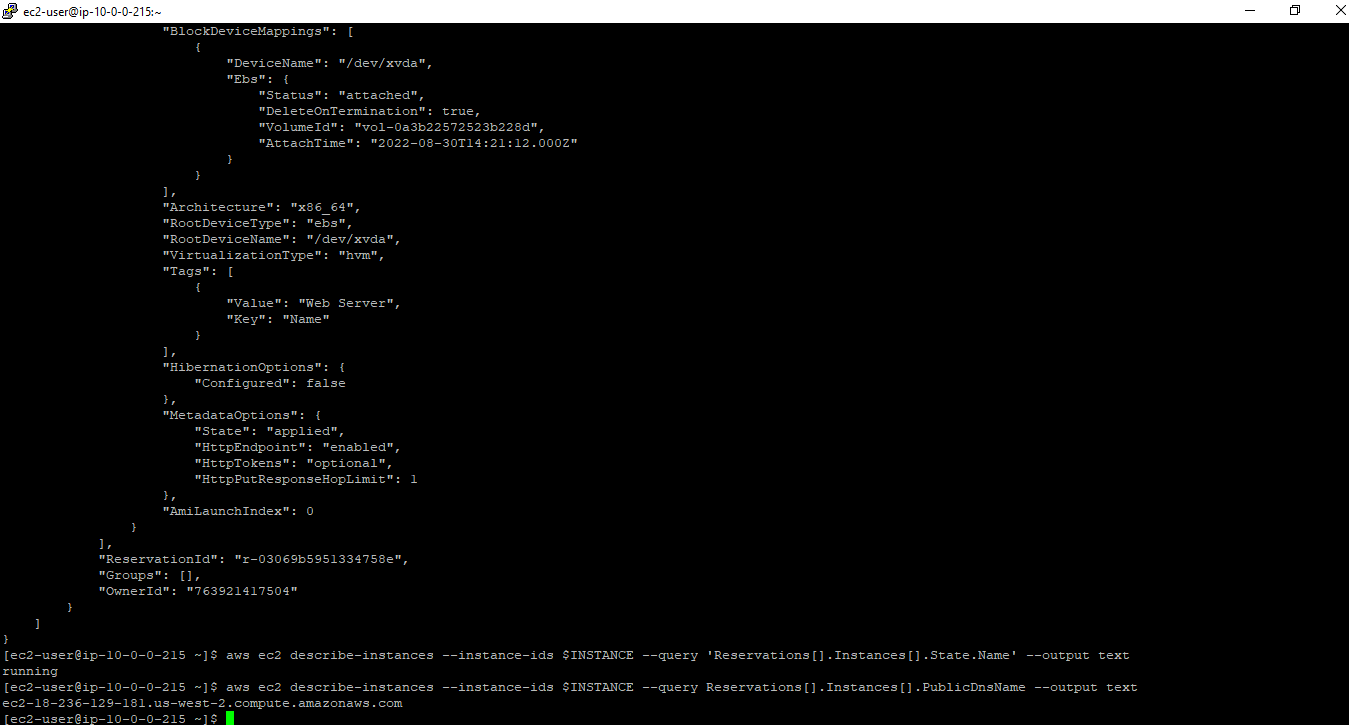 ec2-user@ip-10-0-0-215:~
"BlockDeviceMappings": [
{
"DeviceName": "/dev/xvda",
"Ebs": {
"Status": "attached",
"DeleteOnTermination": true,
"VolumeId": "vol-0a3b22572523b228d",
"AttachTime": "2022-08-30T14:21:12.000Z"
}
}
],
"Architecture": "x86_64",
"RootDeviceType": "ebs",
"RootDeviceName": "/dev/xvda",
"VirtualizationType": "hvm",
"Tags": [
{
"Value": "Web Server",
"Key": "Name"
}
],
"HibernationOptions": {
"Configured": false
},
"MetadataOptions": {
"State": "applied",
"HttpEndpoint": "enabled",
"HttpTokens": "optional",
"HttpPutResponseHopLimit": 1
},
"AmiLaunchIndex": 0
}
],
"ReservationId": "r-03069b5951334758e",
"Groups": [],
"OwnerId": "763921417504"
}
]
}
[ec2-user@ip-10-0-0-215 ~]$ aws ec2 describe-instances --instance-ids $INSTANCE --query 'Reservations[].Instances[].State.Name' --output text
running
[ec2-user@ip-10-0-0-215 ~]$ aws ec2 describe-instances --instance-ids $INSTANCE --query Reservations[].Instances[].PublicDnsName --output text
ec2-18-236-129-181.us-west-2.compute.amazonaws.com
[ec2-user@ip-10-0-0-215 ~]$